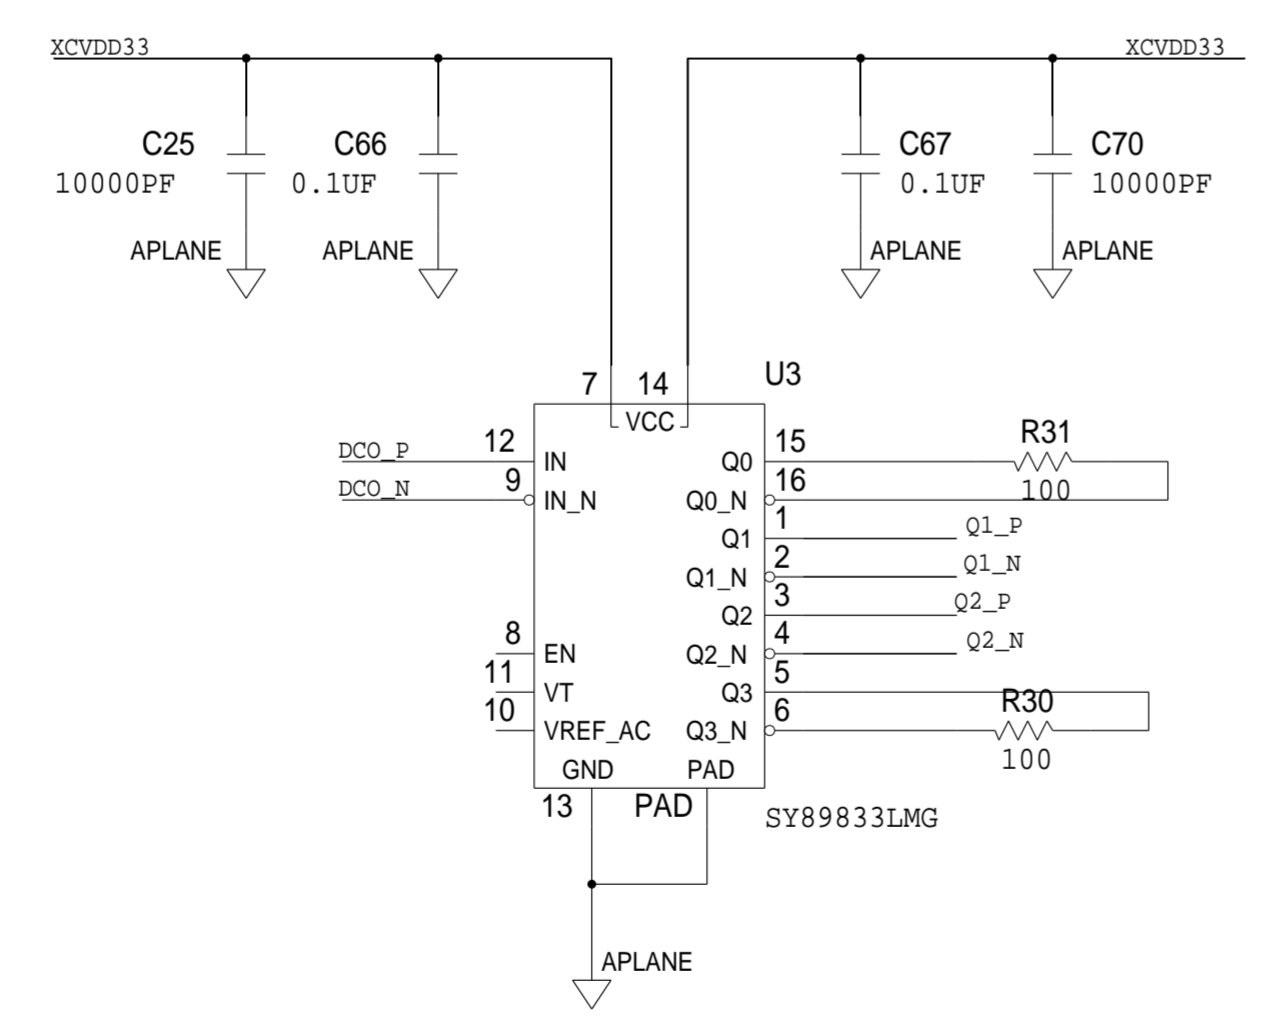 XCVDD33
XCVDD33
C25
10000PF
C66
0.1UF
C67
0.1UF
C70
10000PF
APLANE
APLANE
APLANE
APLANE
U3
7
14
VCC
DCO_P
12
IN
DCO_N
9
IN_N
8
EN
11
VT
10
VREF_AC
Q0
15
R31
100
Q0_N
16
Q1
1
Q1_P
Q1_N
2
Q1_N
Q2
3
Q2_P
Q2_N
4
Q2_N
Q3
5
Q3_N
6
R30
100
GND
PAD
13
PAD
SY89833LMG
APLANE